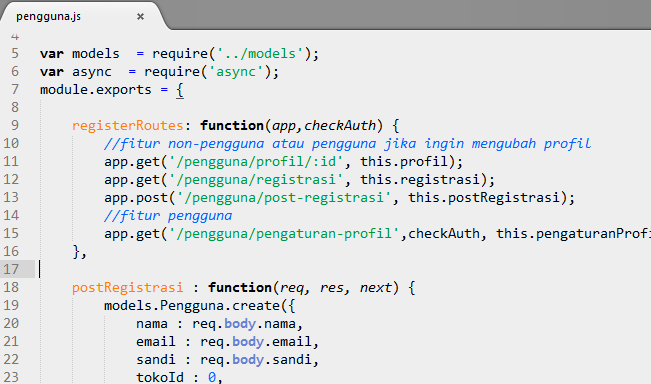 pengguna.js ×
4
5 var models  = require('../models');
6 var async  = require('async');
7 module.exports = {
8
9     registerRoutes: function(app,checkAuth) {
10         //fitur non-pengguna atau pengguna jika ingin mengubah profil
11         app.get('/pengguna/profil/:id', this.profil);
12         app.get('/pengguna/registrasi', this.registrasi);
13         app.post('/pengguna/post-registrasi', this.postRegistrasi);
14         //fitur pengguna
15         app.get('/pengguna/pengaturan-profil',checkAuth, this.pengaturanProfi
16     },
17
18     postRegistrasi : function(req, res, next) {
19         models.Pengguna.create({
20             nama : req.body.nama,
21             email : req.body.email,
22             sandi : req.body.sandi,
23             tokoId : 0,